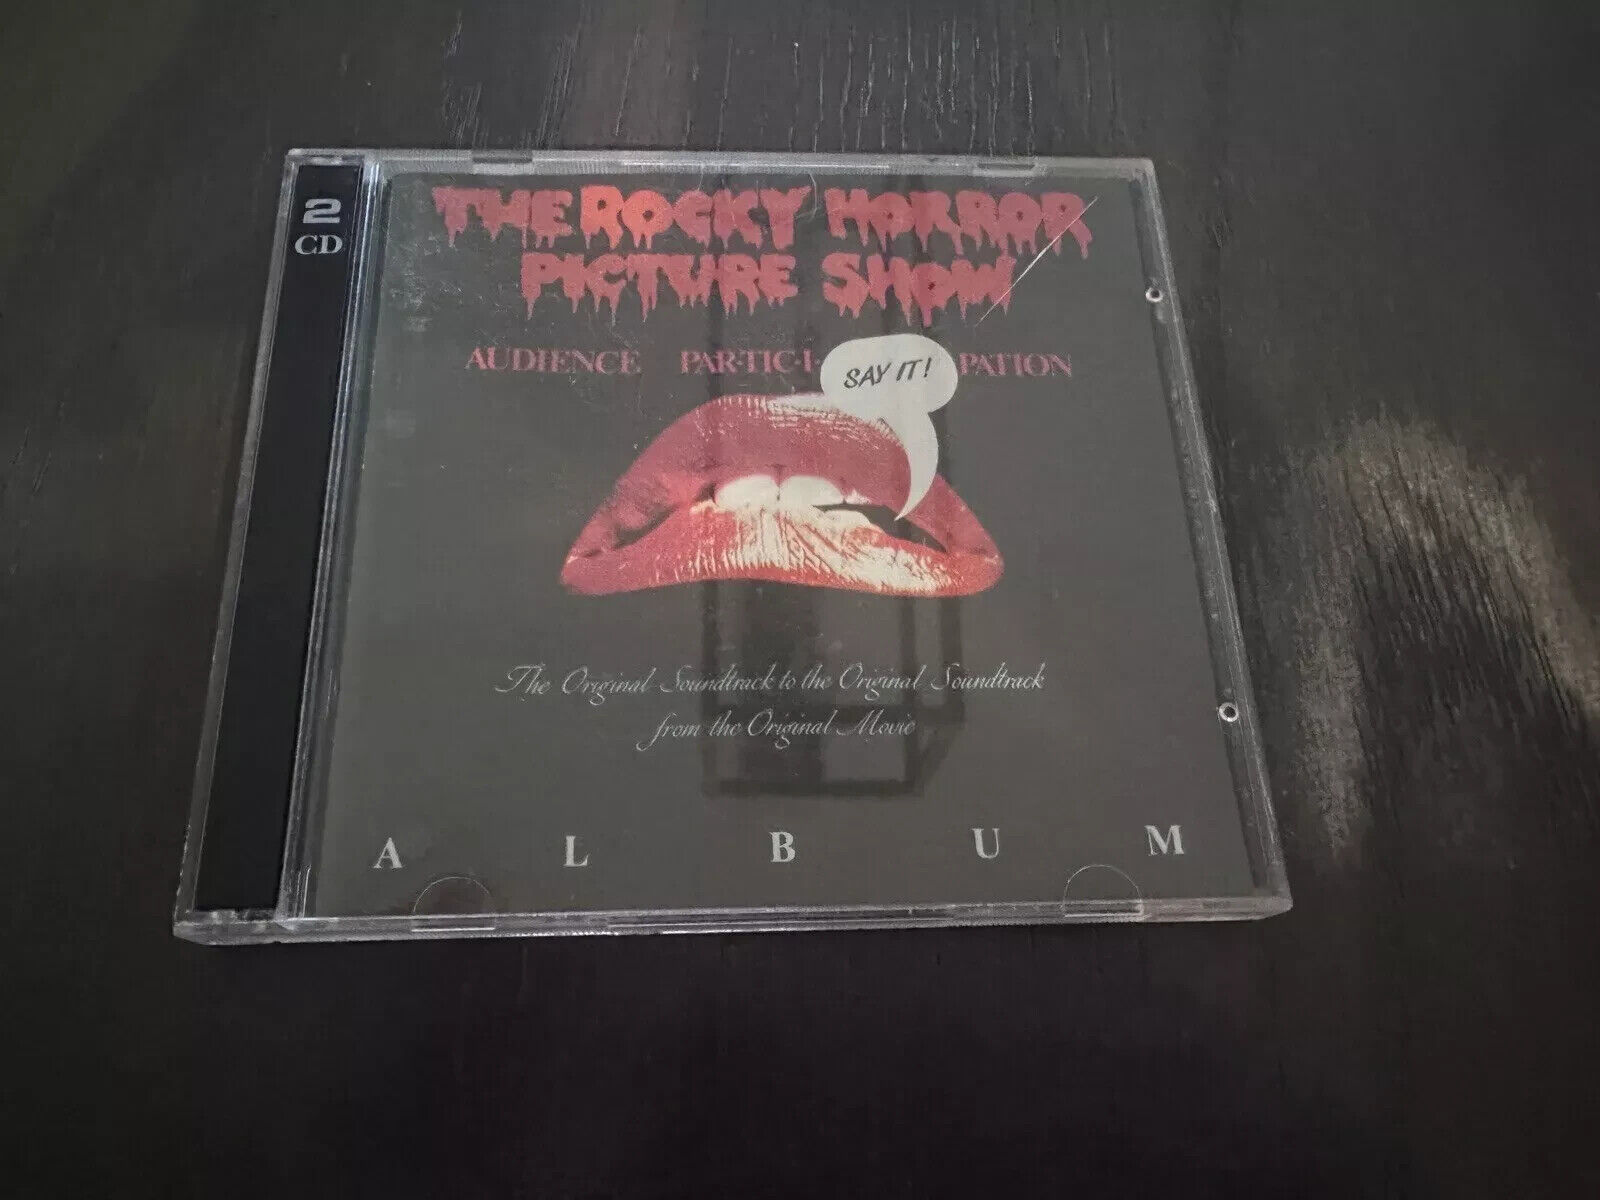 2
CD
THE ROCKY HORROR
PICTURE SHOW
AUDIENCE PAR·TIC·I· PATION
SAY IT!
The Original Soundtrack to the Original Soundtrack
from the Original Movie
A L B U M